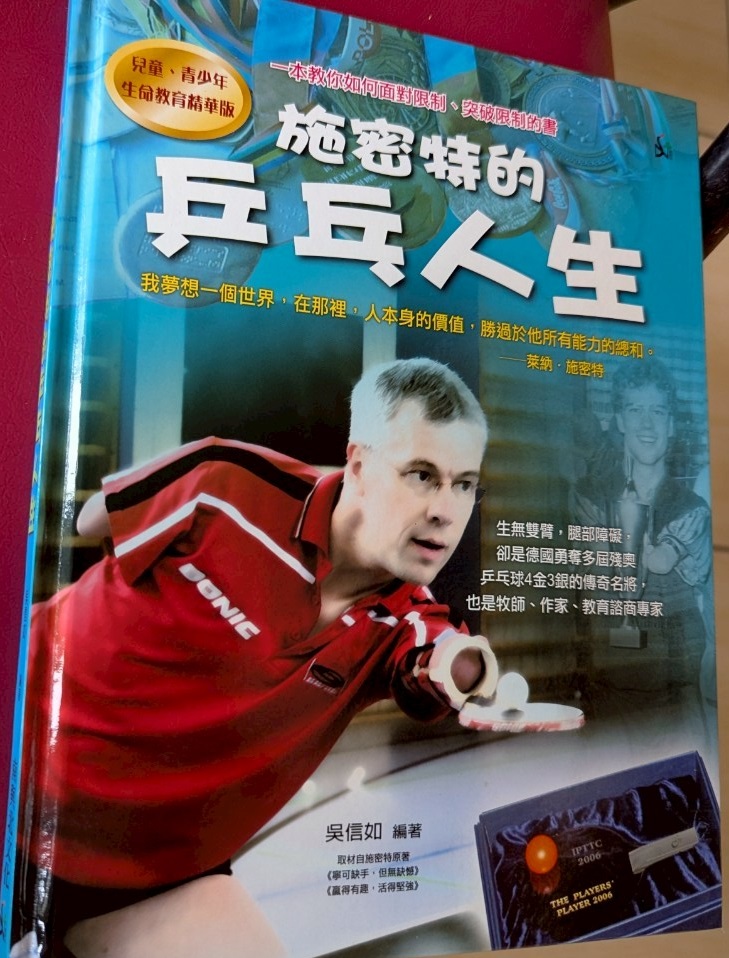 兒童、青少年
生命教育精華版
一本教你如何面對限制、突破限制的書
施密特的
乒乓人生
我夢想一個世界，在那裡，人本身的價值，勝過於他所有能力的總和。
——萊納．施密特
生無雙臂，腿部障礙，
卻是德國勇奪多屆殘奧
乒乓球4金3銀的傳奇名將，
也是牧師、作家、教育諮商專家
DONIC
吳信如 編著
取材自施密特原著
《寧可缺手，但無缺憾》
《贏得有趣，活得堅強》
IPTTC
2006
THE PLAYERS'
PLAYER 2006